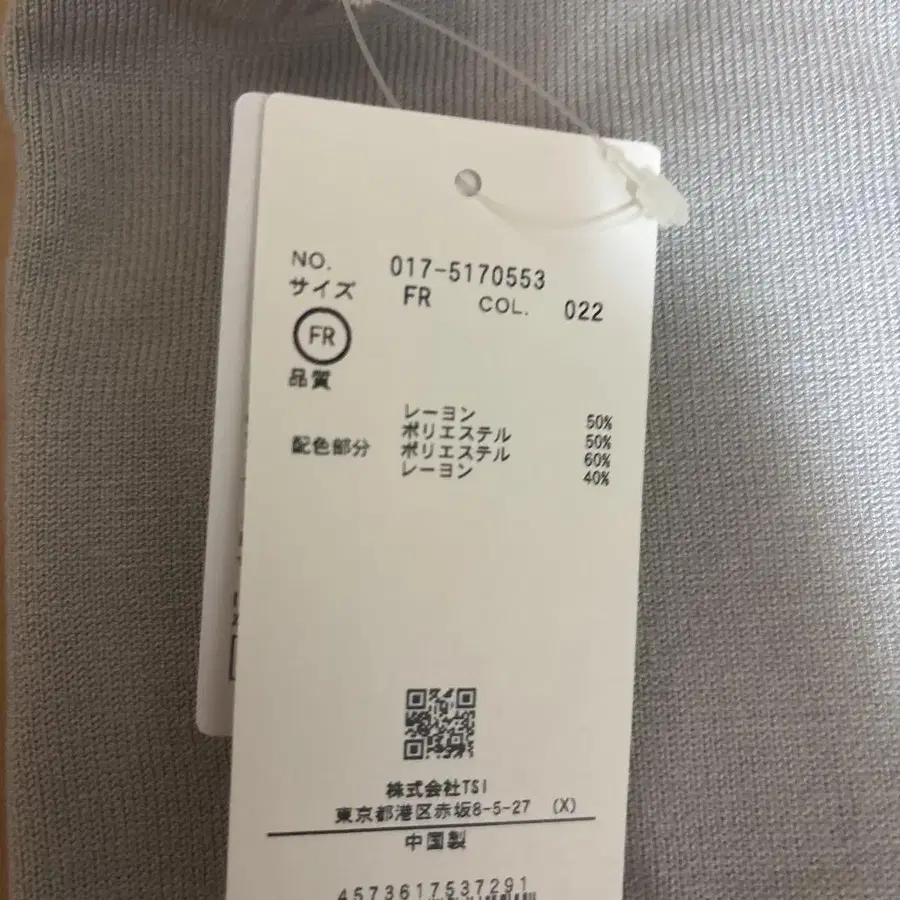 NO. 017-5170553
サイズ FR COL. 022
FR
品質
レーヨン 50%
ポリエステル 50%
配色部分 ポリエステル 60%
レーヨン 40%
株式会社TSI
東京都港区赤坂8-5-27 (X)
中国製
4573617537291